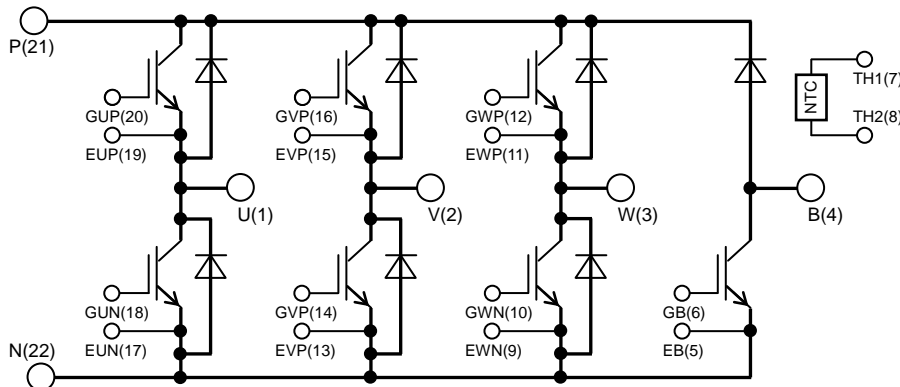 P(21)
GUP(20)
EUP(19)
GVP(16)
EVP(15)
GWP(12)
EWP(11)
NTC
TH1(7)
TH2(8)
U(1)
V(2)
W(3)
B(4)
GUN(18)
EUN(17)
GVP(14)
EVP(13)
GWN(10)
EWN(9)
GB(6)
EB(5)
N(22)